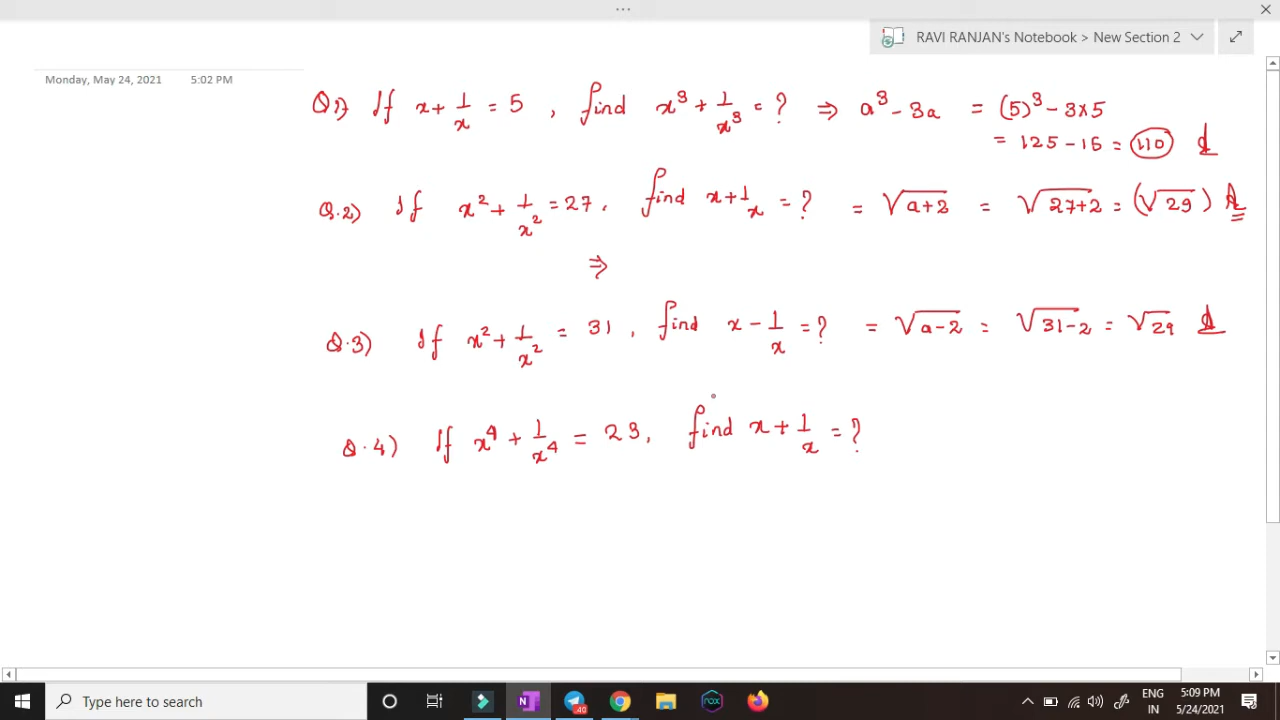 ...
RAVI RANJAN's Notebook > New Section 2
Monday, May 24, 2021 5:02 PM
Q1) If x + 1/x = 5 , find x³ + 1/x³ = ? ⇒ a³ - 3a = (5)³ - 3×5
= 125 - 15 = 110
Q.2) If x² + 1/x² = 27. find x + 1/x = ? = √a+2 = √27+2 = (√29) A
⇒
Q.3) If x² + 1/x² = 31, find x - 1/x = ? = √a-2 = √31-2 = √29
Q.4) If x⁴ + 1/x⁴ = 23, find x + 1/x = ?
Type here to search
40
nox
ENG
IN
5:09 PM
5/24/2021